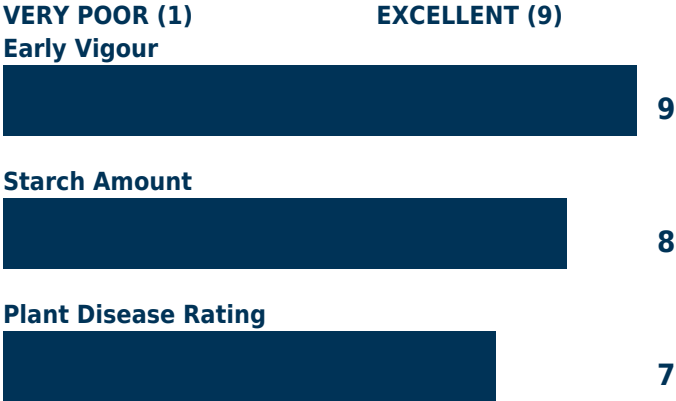 VERY POOR (1) EXCELLENT (9)
Early Vigour
9
Starch Amount
8
Plant Disease Rating
7